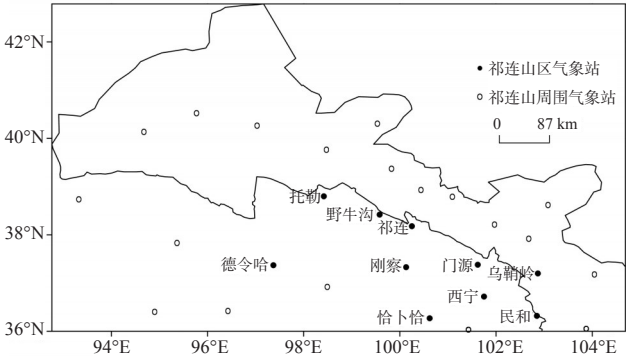 42°N
40°N
38°N
36°N
祁连山区气象站
祁连山周围气象站
0 87 km
托勒
野牛沟
祁连
德令哈
刚察
门源
乌鞘岭
西宁
恰卜恰
民和
94°E 96°E 98°E 100°E 102°E 104°E